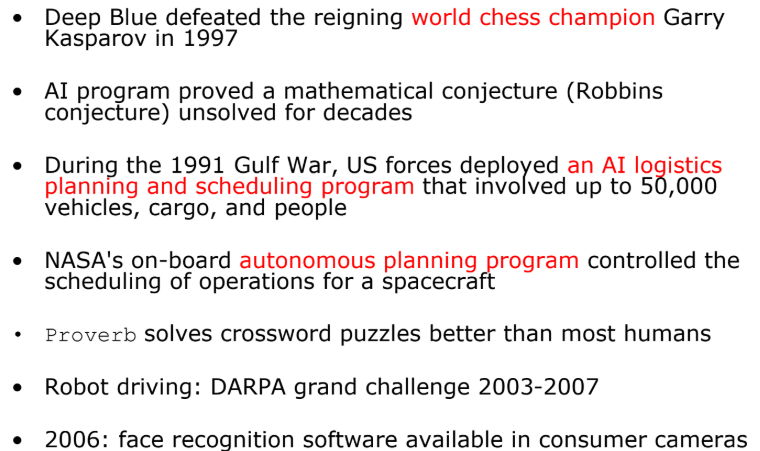 • Deep Blue defeated the reigning world chess champion Garry
Kasparov in 1997
• AI program proved a mathematical conjecture (Robbins
conjecture) unsolved for decades
• During the 1991 Gulf War, US forces deployed an AI logistics
planning and scheduling program that involved up to 50,000
vehicles, cargo, and people
• NASA's on-board autonomous planning program controlled the
scheduling of operations for a spacecraft
• Proverb solves crossword puzzles better than most humans
• Robot driving: DARPA grand challenge 2003-2007
• 2006: face recognition software available in consumer cameras